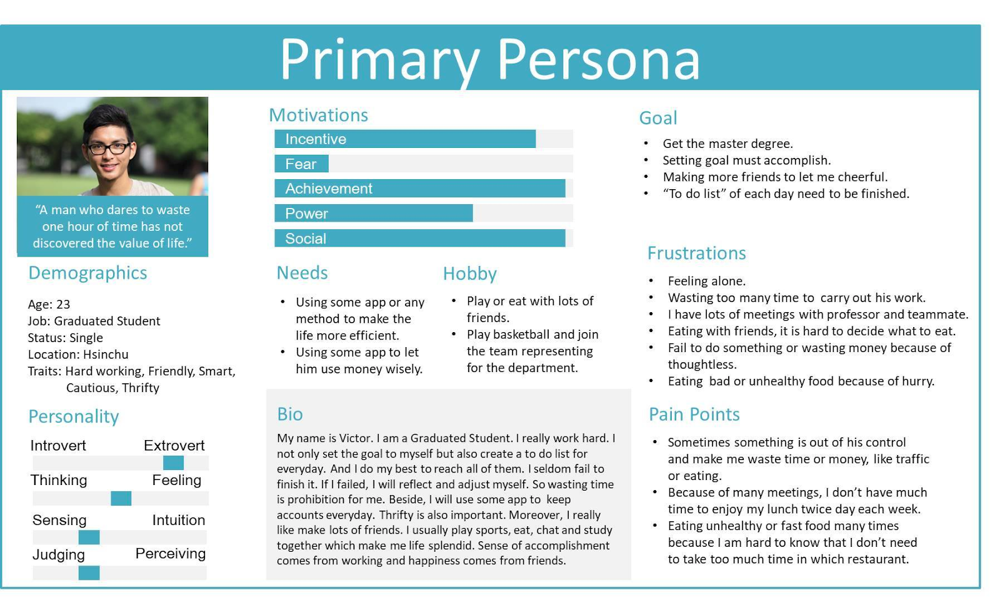 Primary Persona
“A man who dares to waste
one hour of time has not
discovered the value of life.”
Demographics
Age: 23
Job: Graduated Student
Status: Single
Location: Hsinchu
Traits: Hard working, Friendly, Smart,
Cautious, Thrifty
Personality
Introvert Extrovert
Thinking Feeling
Sensing Intuition
Judging Perceiving
Motivations
Incentive
Fear
Achievement
Power
Social
Needs
• Using some app or any
method to make the
life more efficient.
• Using some app to let
him use money wisely.
Hobby
• Play or eat with lots of
friends.
• Play basketball and join
the team representing
for the department.
Bio
My name is Victor. I am a Graduated Student. I really work hard. I
not only set the goal to myself but also create a to do list for
everyday. And I do my best to reach all of them. I seldom fail to
finish it. If I failed, I will reflect and adjust myself. So wasting time
is prohibition for me. Beside, I will use some app to keep
accounts everyday. Thrifty is also important. Moreover, I really
like make lots of friends. I usually play sports, eat, chat and study
together which make me life splendid. Sense of accomplishment
comes from working and happiness comes from friends.
Goal
• Get the master degree.
• Setting goal must accomplish.
• Making more friends to let me cheerful.
• “To do list” of each day need to be finished.
Frustrations
• Feeling alone.
• Wasting too many time to carry out his work.
• I have lots of meetings with professor and teammate.
• Eating with friends, it is hard to decide what to eat.
• Fail to do something or wasting money because of
thoughtless.
• Eating bad or unhealthy food because of hurry.
Pain Points
• Sometimes something is out of his control
and make me waste time or money, like traffic
or eating.
• Because of many meetings, I don’t have much
time to enjoy my lunch twice day each week.
• Eating unhealthy or fast food many times
because I am hard to know that I don’t need
to take too much time in which restaurant.